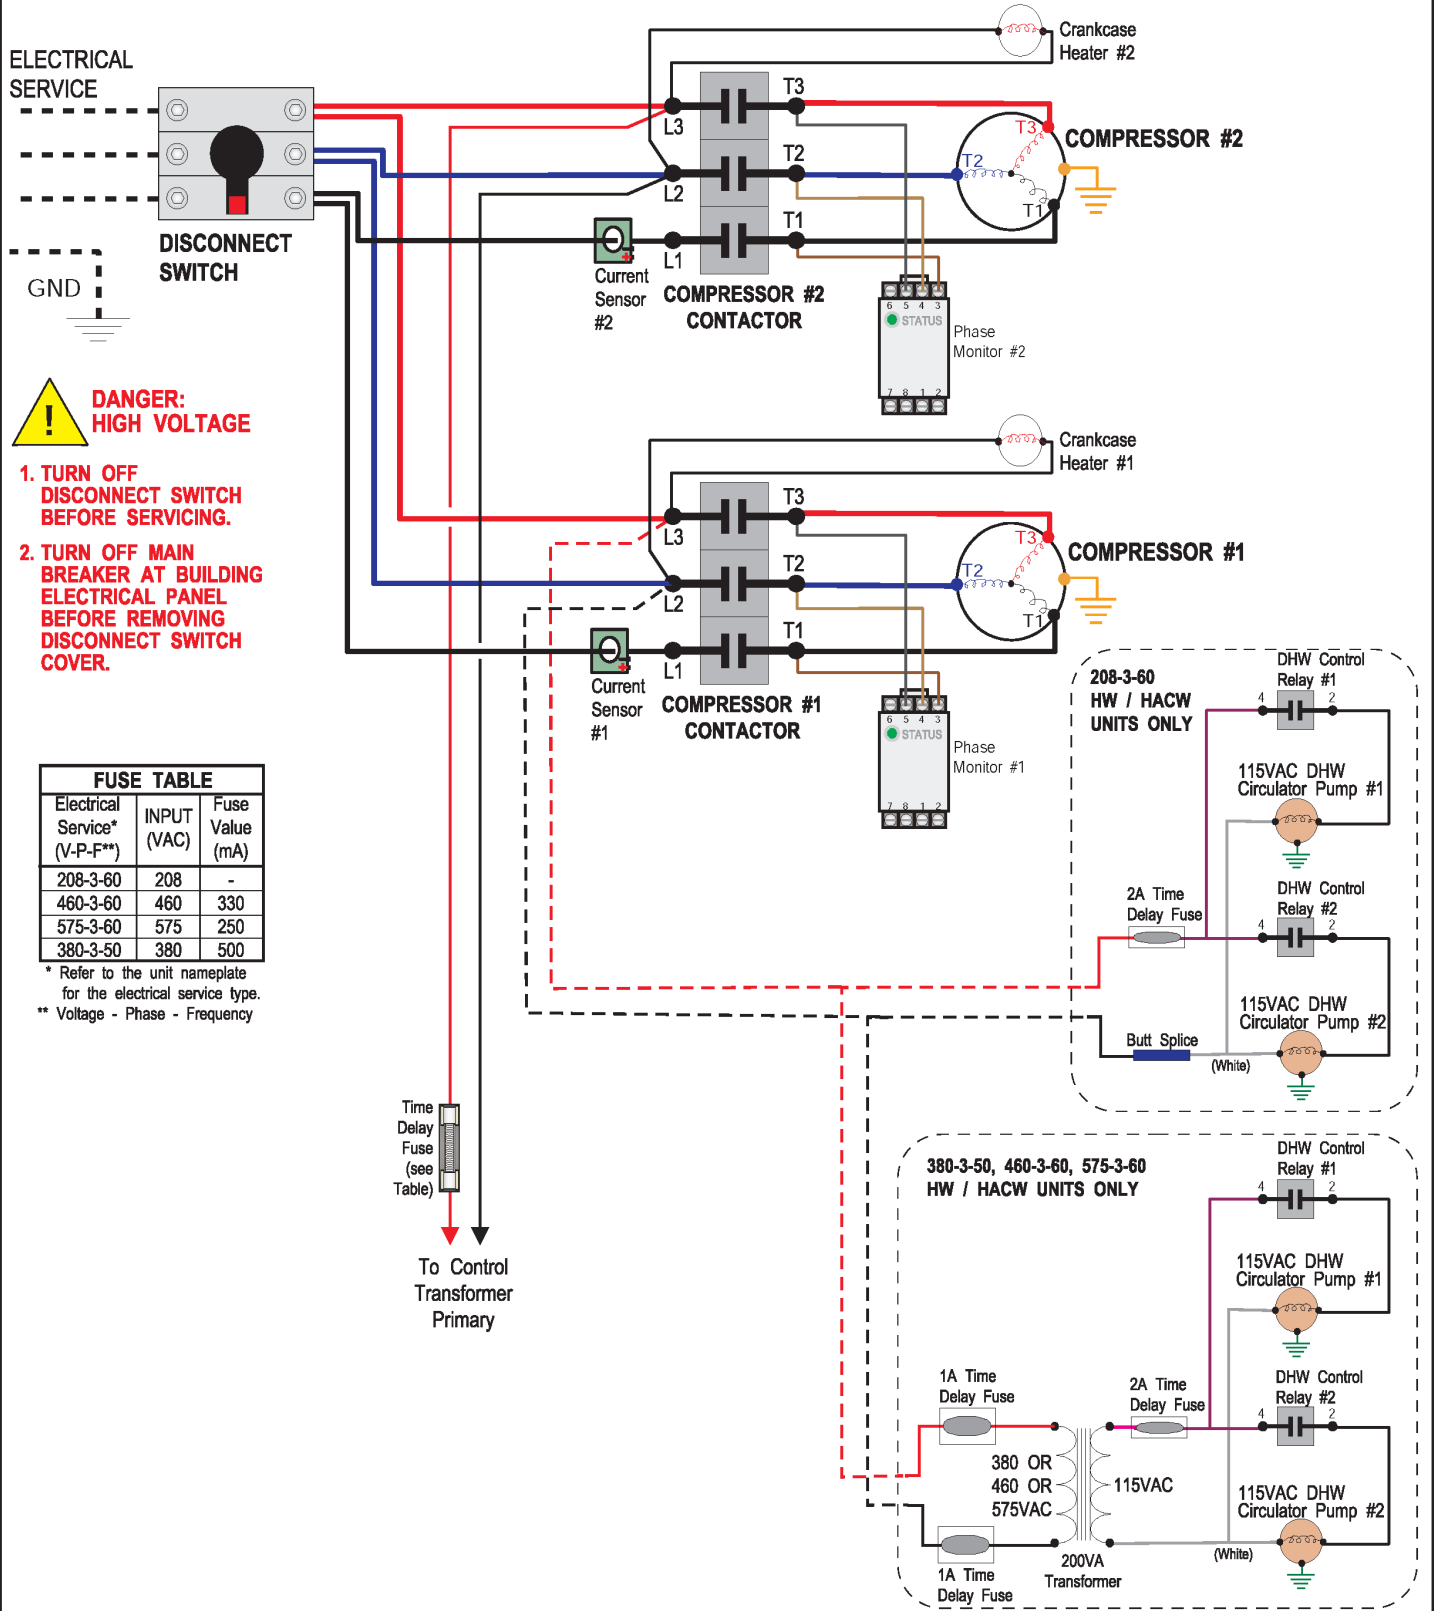 ELECTRICAL
SERVICE
GND
DISCONNECT
SWITCH
Crankcase
Heater #2
L3
L2
L1
T3
T2
T1
T3
T2
T1
COMPRESSOR #2
Current
Sensor
#2
COMPRESSOR #2
CONTACTOR
6 5 4 3
STATUS
7 8 1 2
Phase
Monitor #2
!
DANGER:
HIGH VOLTAGE
1. TURN OFF
DISCONNECT SWITCH
BEFORE SERVICING.
2. TURN OFF MAIN
BREAKER AT BUILDING
ELECTRICAL PANEL
BEFORE REMOVING
DISCONNECT SWITCH
COVER.
Crankcase
Heater #1
L3
L2
L1
T3
T2
T1
T3
T2
T1
COMPRESSOR #1
Current
Sensor
#1
COMPRESSOR #1
CONTACTOR
6 5 4 3
STATUS
7 8 1 2
Phase
Monitor #1
FUSE TABLE
Electrical Service* (V-P-F**) INPUT (VAC) Fuse Value (mA)
208-3-60 208 -
460-3-60 460 330
575-3-60 575 250
380-3-50 380 500
* Refer to the unit nameplate
for the electrical service type.
** Voltage - Phase - Frequency
Time
Delay
Fuse
(see
Table)
To Control
Transformer
Primary
208-3-60
HW / HACW
UNITS ONLY
DHW Control
Relay #1
4 2
115VAC DHW
Circulator Pump #1
2A Time
Delay Fuse
DHW Control
Relay #2
4 2
115VAC DHW
Circulator Pump #2
Butt Splice
(White)
380-3-50, 460-3-60, 575-3-60
HW / HACW UNITS ONLY
DHW Control
Relay #1
4 2
115VAC DHW
Circulator Pump #1
1A Time
Delay Fuse
2A Time
Delay Fuse
DHW Control
Relay #2
4 2
380 OR
460 OR
575VAC
115VAC
115VAC DHW
Circulator Pump #2
(White)
200VA
Transformer
1A Time
Delay Fuse